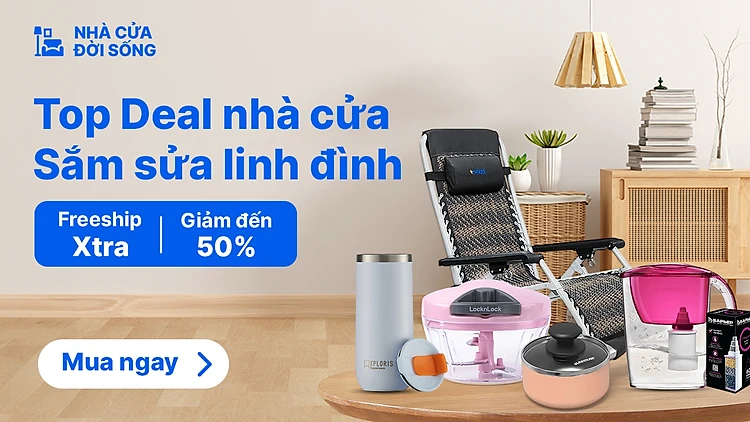 NHÀ CỬA
ĐỜI SỐNG
Top Deal nhà cửa
Sắm sửa linh đình
Freeship
Xtra
Giảm đến
50%
Mua ngay
LocknLock
XPLORIS